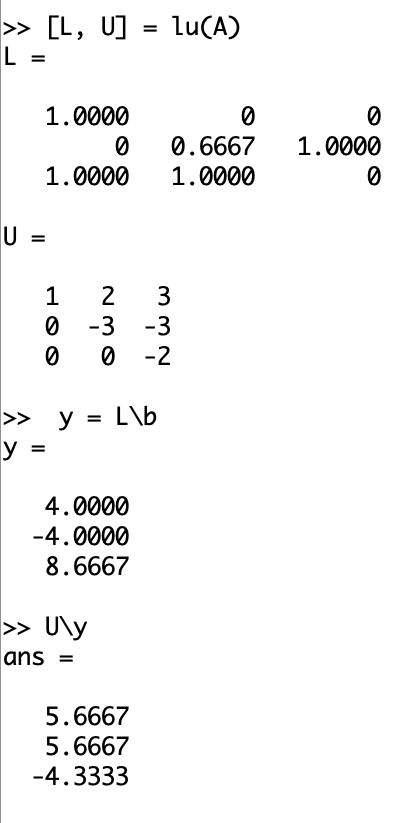 >> [L, U] = lu(A)
L =
1.0000 0 0
0 0.6667 1.0000
1.0000 1.0000 0
U =
1 2 3
0 -3 -3
0 0 -2
>> y = L\b
y =
4.0000
-4.0000
8.6667
>> U\y
ans =
5.6667
5.6667
-4.3333